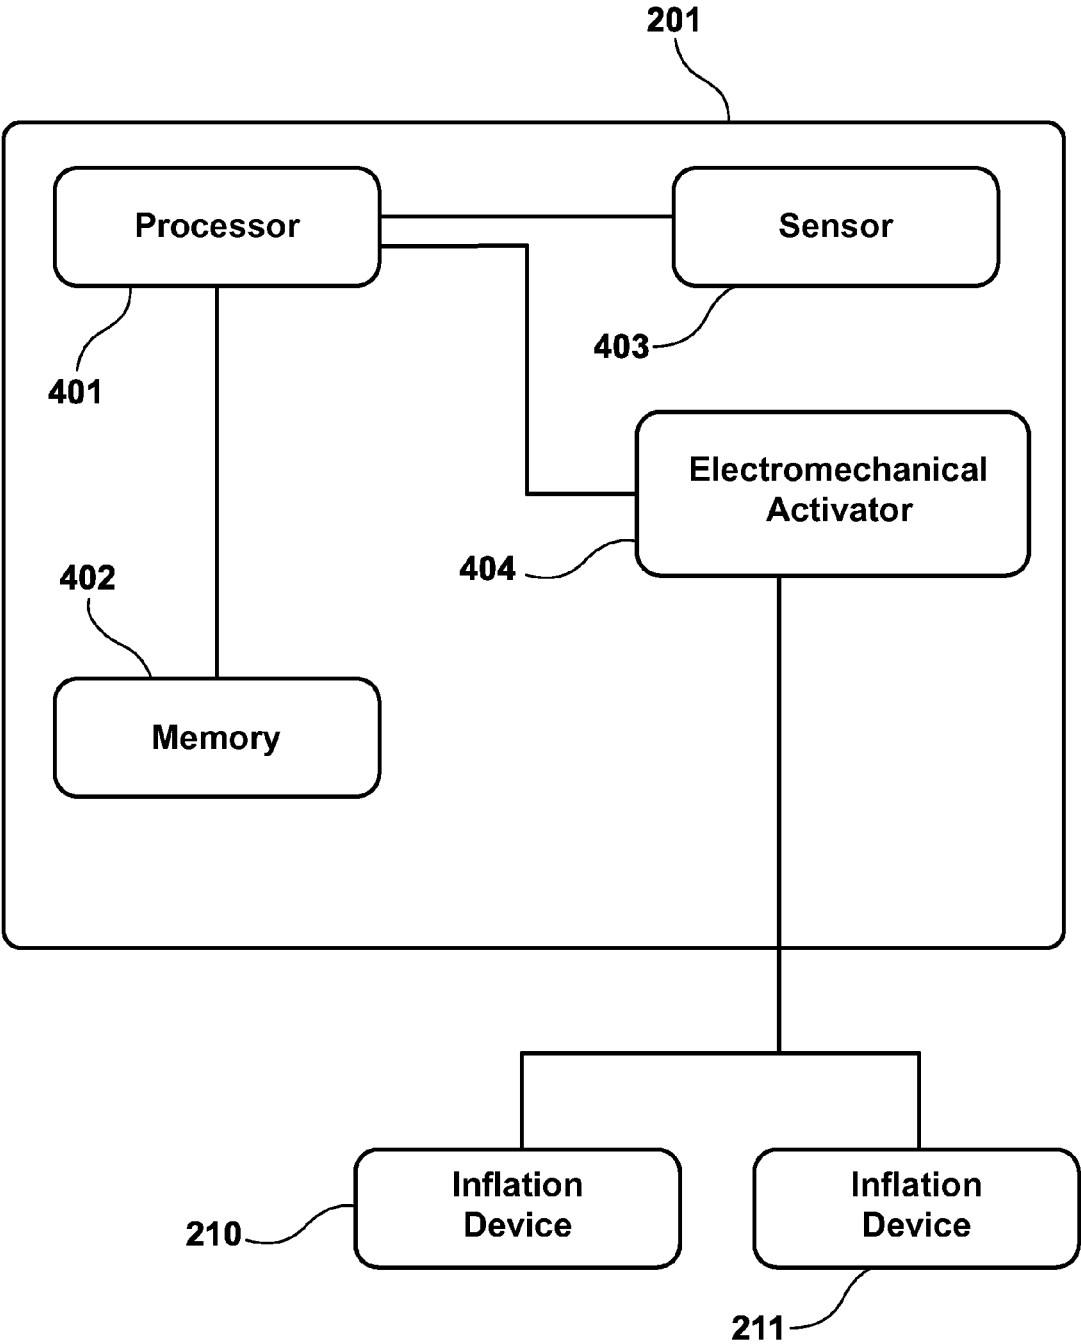 201
Processor
Sensor
403
401
Electromechanical
Activator
404
402
Memory
Inflation
Device
Inflation
Device
210
211